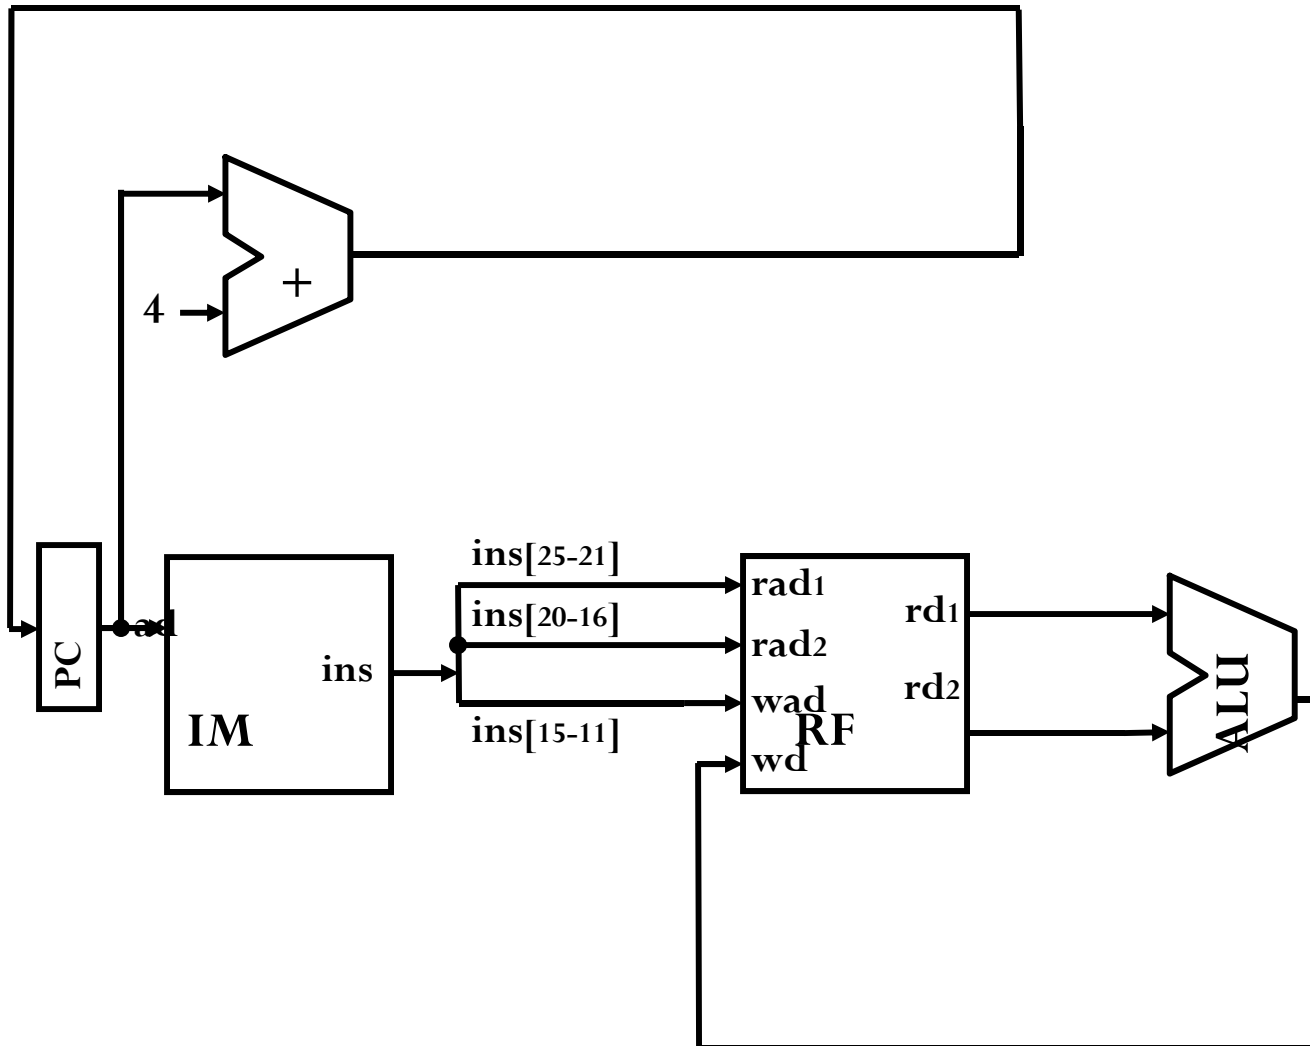 +
4
ins[25-21]
rad1
rd1
ins[20-16]
ad
rad2
PC
ins
rd2
ALU
wad
ins[15-11]
IM
RF
wd